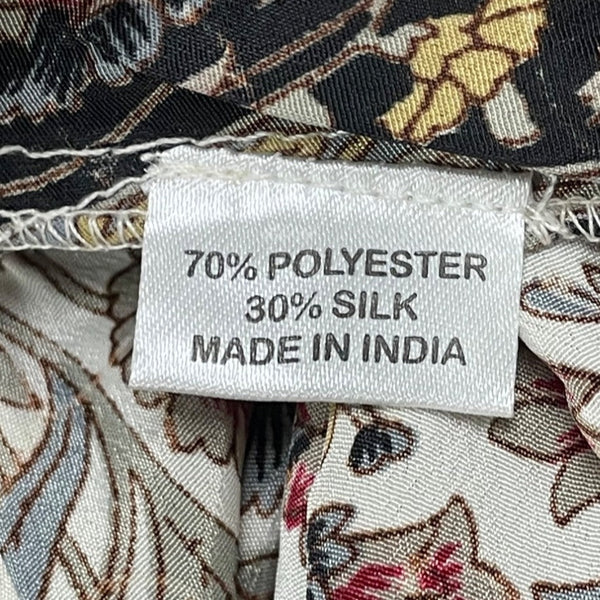 70% POLYESTER
30% SILK
MADE IN INDIA